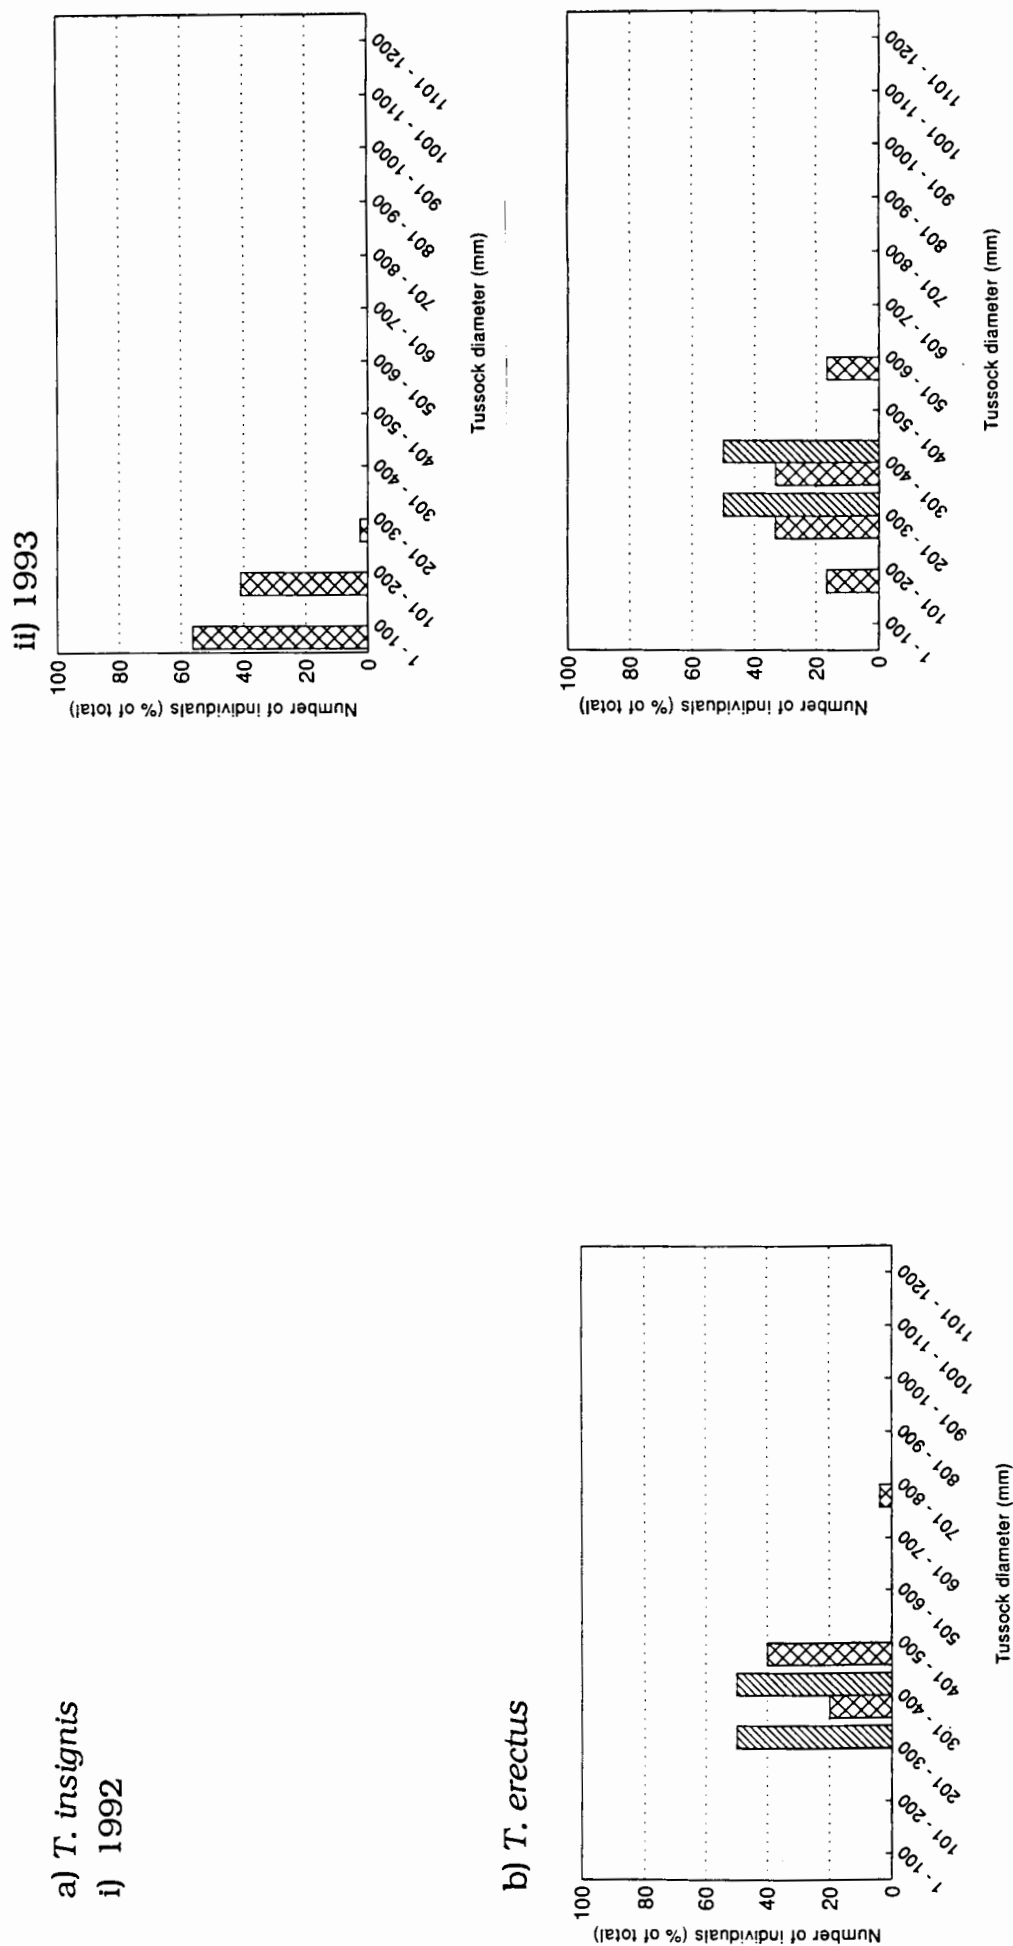 a) T. insignis
i) 1992
ii) 1993
Number of individuals (% of total)
100
80
60
40
20
0
1 - 100
101 - 200
201 - 300
301 - 400
401 - 500
501 - 600
601 - 700
701 - 800
801 - 900
901 - 1000
1001 - 1100
1101 - 1200
Tussock diameter (mm)
b) T. erectus
Number of individuals (% of total)
100
80
60
40
20
0
1 - 100
101 - 200
201 - 300
301 - 400
401 - 500
501 - 600
601 - 700
701 - 800
801 - 900
901 - 1000
1001 - 1100
1101 - 1200
Tussock diameter (mm)
Number of individuals (% of total)
100
80
60
40
20
0
1 - 100
101 - 200
201 - 300
301 - 400
401 - 500
501 - 600
601 - 700
701 - 800
801 - 900
901 - 1000
1001 - 1100
1101 - 1200
Tussock diameter (mm)